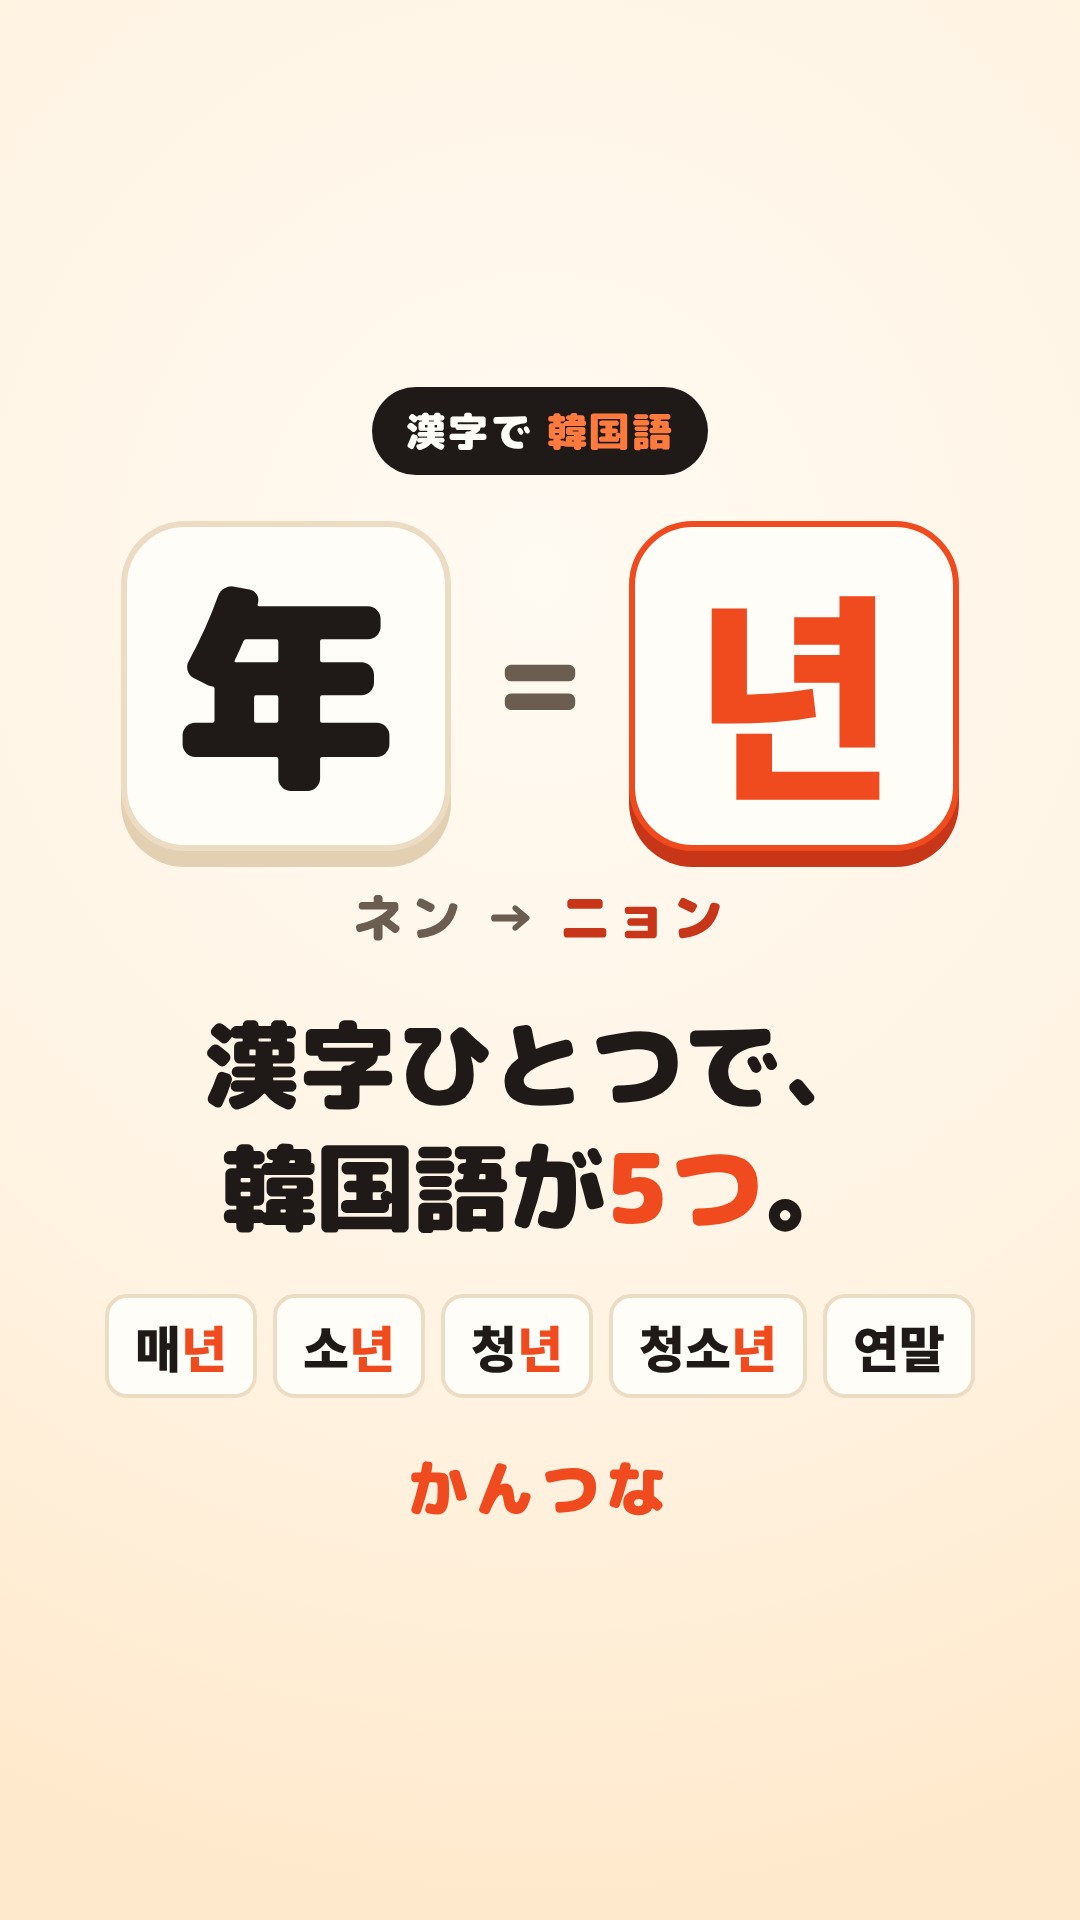 漢字で 韓国語
年 = 년
ネン → ニョン
漢字ひとつで、
韓国語が5つ。
매년 소년 청년 청소년 연말
かんつな